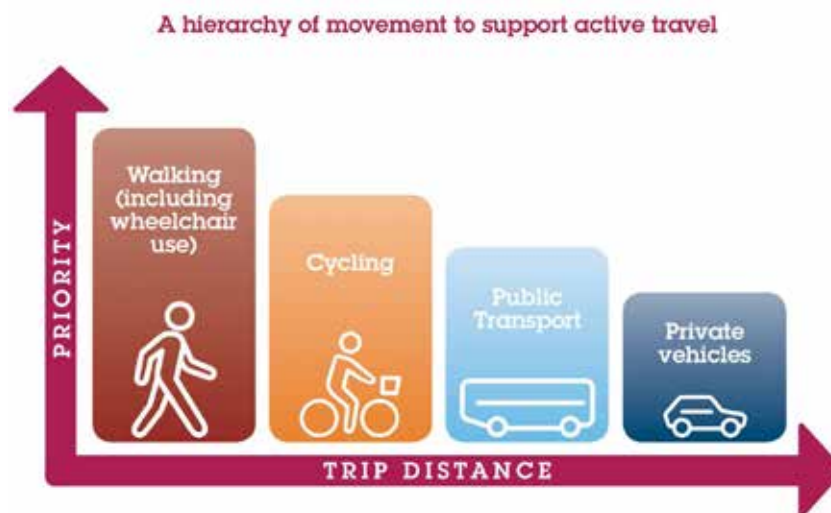 A hierarchy of movement to support active travel
Walking
(including
wheelchair
use)
Cycling
Public
Transport
Private
vehicles
PRIORITY
TRIP DISTANCE